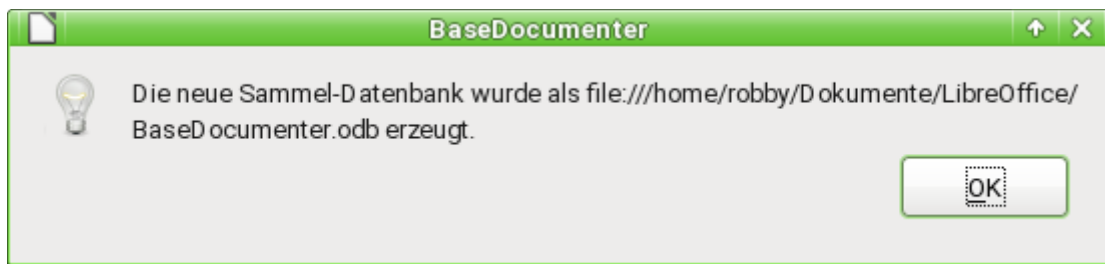 BaseDocumenter
Die neue Sammel-Datenbank wurde als file:///home/robby/Dokumente/LibreOffice/
BaseDocumenter.odb erzeugt.
OK